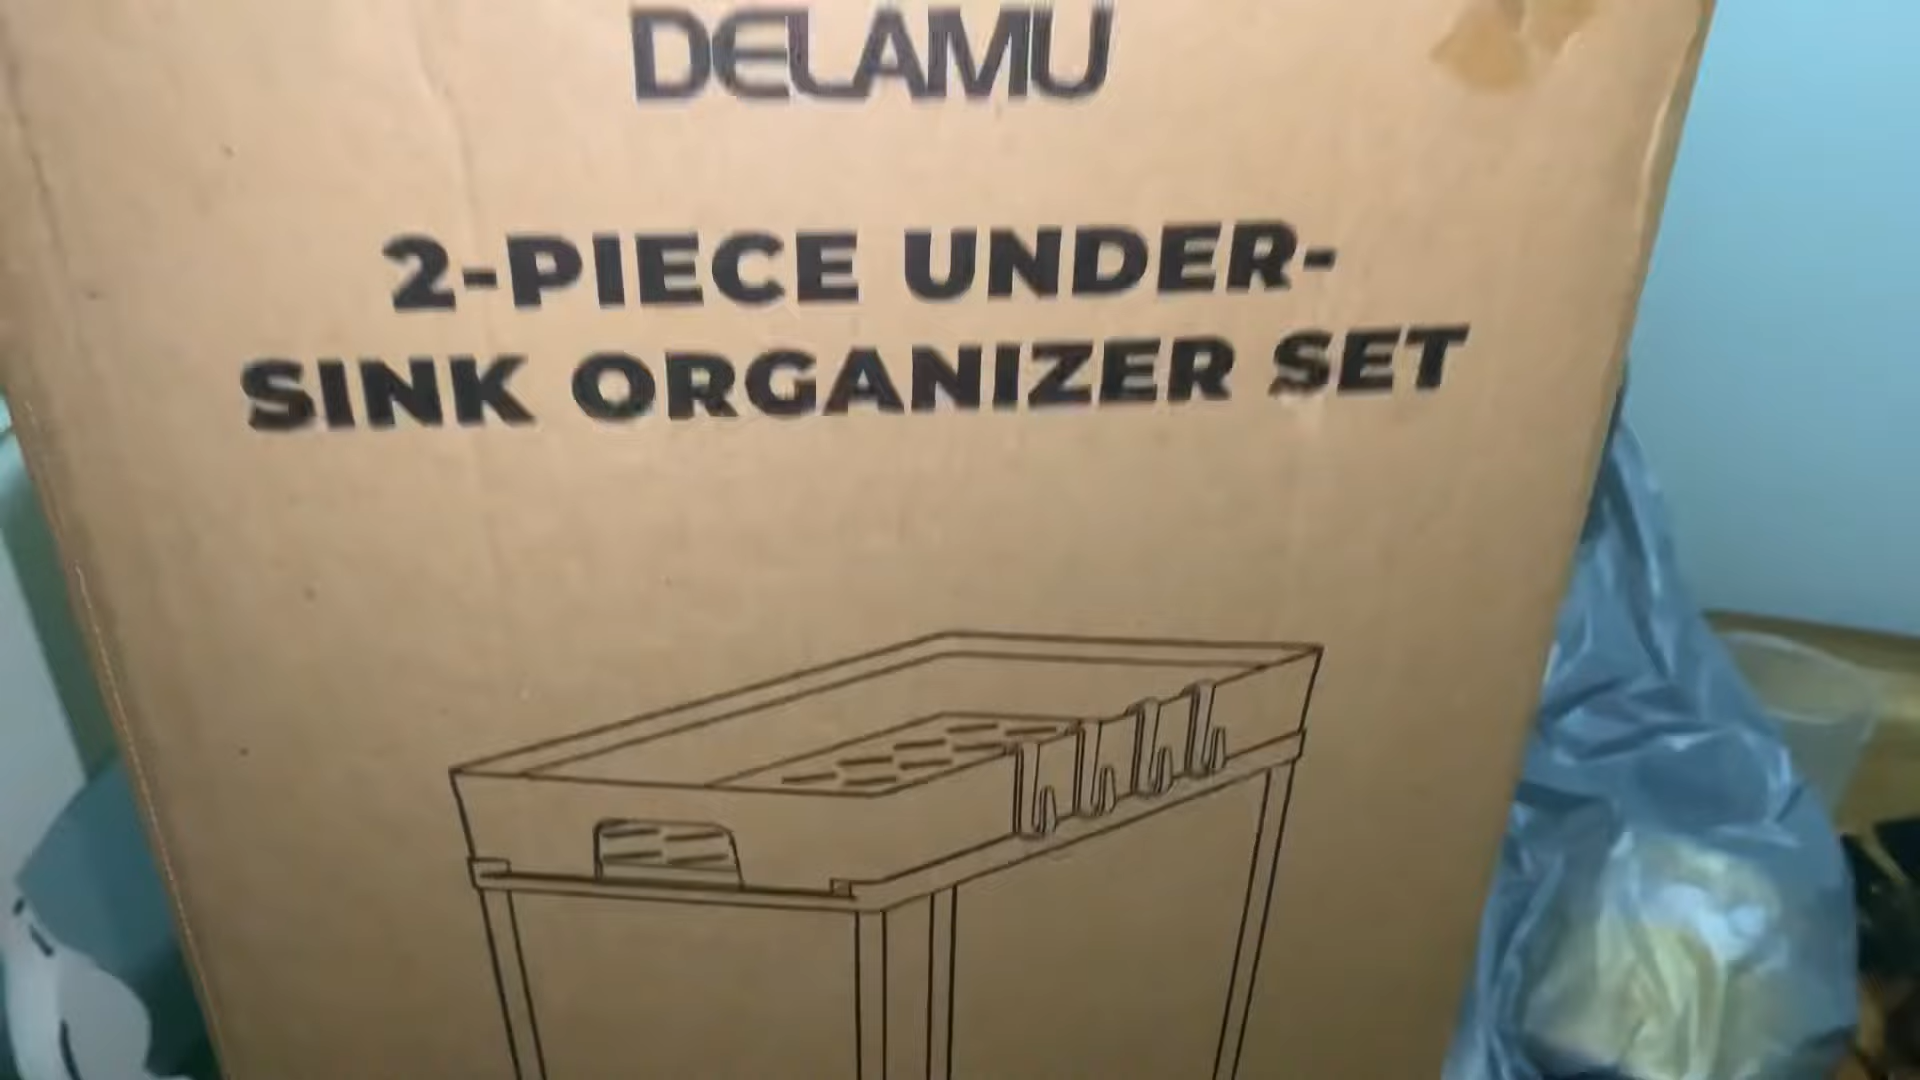 DELAMU
2-PIECE UNDER-
SINK ORGANIZER SET